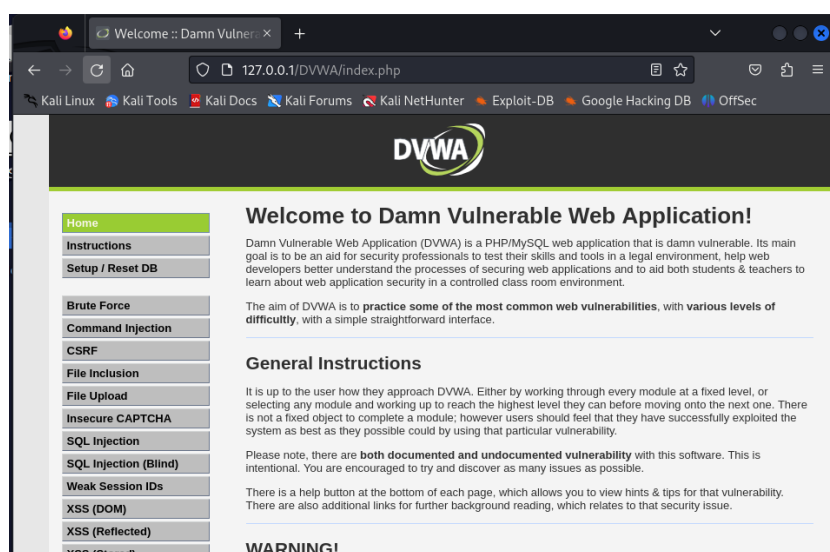 Welcome :: Damn Vulnera
127.0.0.1/DVWA/index.php
Kali Linux Kali Tools Kali Docs Kali Forums Kali NetHunter Exploit-DB Google Hacking DB OffSec
DVWA
Home
Instructions
Setup / Reset DB
Brute Force
Command Injection
CSRF
File Inclusion
File Upload
Insecure CAPTCHA
SQL Injection
SQL Injection (Blind)
Weak Session IDs
XSS (DOM)
XSS (Reflected)
XSS (Stored)
Welcome to Damn Vulnerable Web Application!
Damn Vulnerable Web Application (DVWA) is a PHP/MySQL web application that is damn vulnerable. Its main
goal is to be an aid for security professionals to test their skills and tools in a legal environment, help web
developers better understand the processes of securing web applications and to aid both students & teachers to
learn about web application security in a controlled class room environment.
The aim of DVWA is to practice some of the most common web vulnerabilities, with various levels of
difficultly, with a simple straightforward interface.
General Instructions
It is up to the user how they approach DVWA. Either by working through every module at a fixed level, or
selecting any module and working up to reach the highest level they can before moving onto the next one. There
is not a fixed object to complete a module; however users should feel that they have successfully exploited the
system as best as they possible could by using that particular vulnerability.
Please note, there are both documented and undocumented vulnerability with this software. This is
intentional. You are encouraged to try and discover as many issues as possible.
There is a help button at the bottom of each page, which allows you to view hints & tips for that vulnerability.
There are also additional links for further background reading, which relates to that security issue.
WARNING!